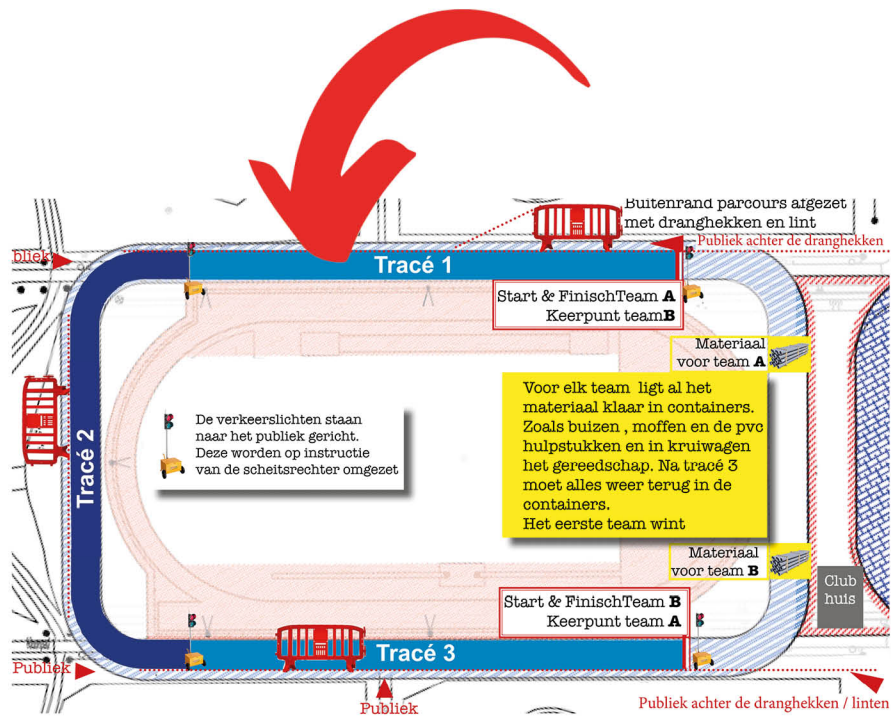 Buitenrand parcours afgezet
met dranghekken en lint
Publiek achter de dranghekken
bliek
Tracé 1
Start & FinischTeam A
Keerpunt teamB
Materiaal
voor team A
Voor elk team ligt al het
materiaal klaar in containers.
Zoals buizen , moffen en de pvc
hulpstukken en in kruiwagen
het gereedschap. Na tracé 3
moet alles weer terug in de
containers.
Het eerste team wint
De verkeerslichten staan
naar het publiek gericht.
Deze worden op instructie
van de scheitsrechter omgezet
Tracé 2
Materiaal
voor team B
Club
huis
Start & FinischTeam B
Keerpunt team A
Tracé 3
Publiek
Publiek
Publiek achter de dranghekken / linten